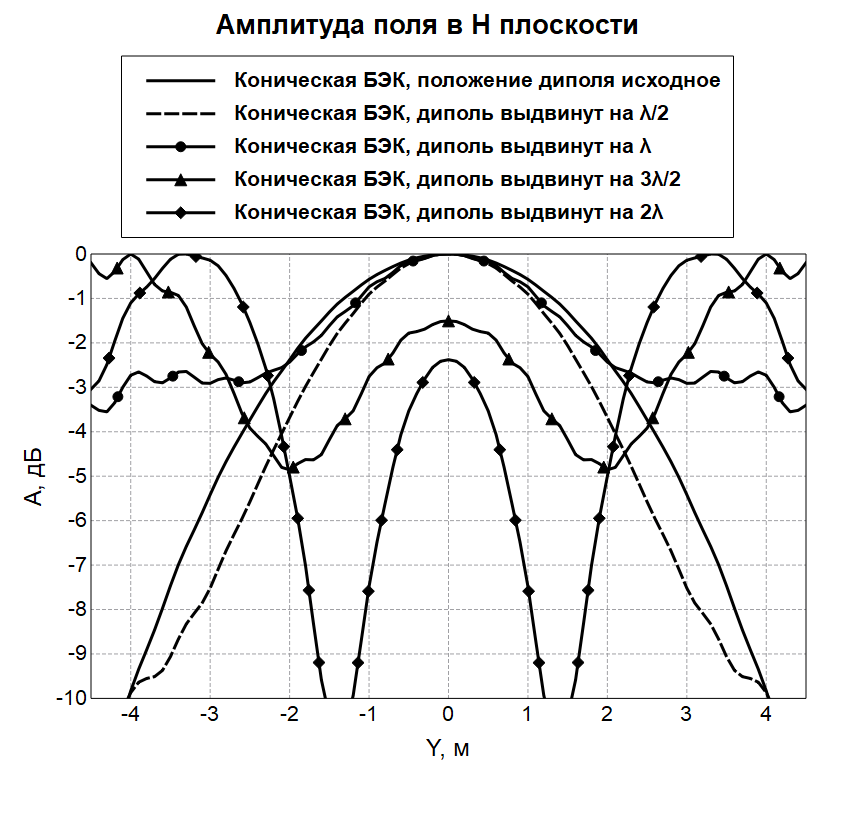 Амплитуда поля в Н плоскости
Коническая БЭК, положение диполя исходное
Коническая БЭК, диполь выдвинут на λ/2
Коническая БЭК, диполь выдвинут на λ
Коническая БЭК, диполь выдвинут на 3λ/2
Коническая БЭК, диполь выдвинут на 2λ
0
-1
-2
-3
-4
-5
-6
-7
-8
-9
-10
А, дБ
-4 -3 -2 -1 0 1 2 3 4
Y, м